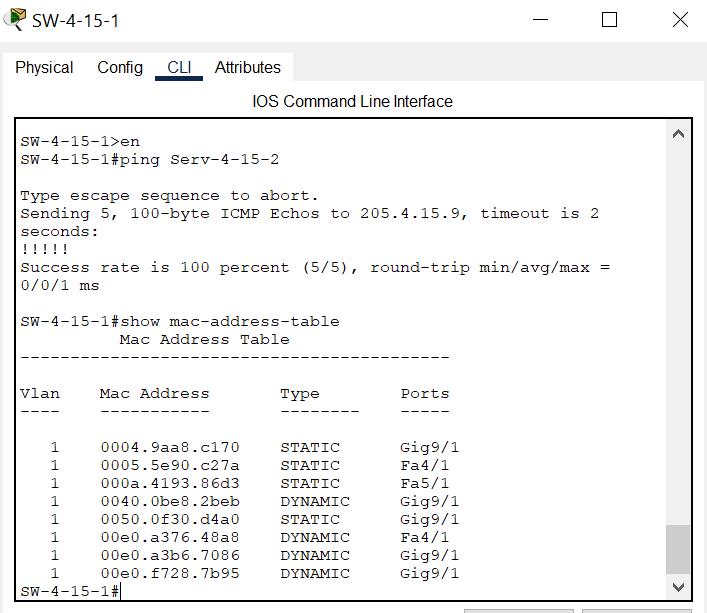 SW-4-15-1
Physical Config CLI Attributes
IOS Command Line Interface
SW-4-15-1>en
SW-4-15-1#ping Serv-4-15-2
Type escape sequence to abort.
Sending 5, 100-byte ICMP Echos to 205.4.15.9, timeout is 2
seconds:
!!!!!
Success rate is 100 percent (5/5), round-trip min/avg/max =
0/0/1 ms
SW-4-15-1#show mac-address-table
Mac Address Table
-------------------------------------------
Vlan    Mac Address       Type        Ports
----    -----------       --------    -----
1    0004.9aa8.c170    STATIC      Gig9/1
1    0005.5e90.c27a    STATIC      Fa4/1
1    000a.4193.86d3    STATIC      Fa5/1
1    0040.0be8.2beb    DYNAMIC     Gig9/1
1    0050.0f30.d4a0    STATIC      Gig9/1
1    00e0.a376.48a8    DYNAMIC     Fa4/1
1    00e0.a3b6.7086    DYNAMIC     Gig9/1
1    00e0.f728.7b95    DYNAMIC     Gig9/1
SW-4-15-1#